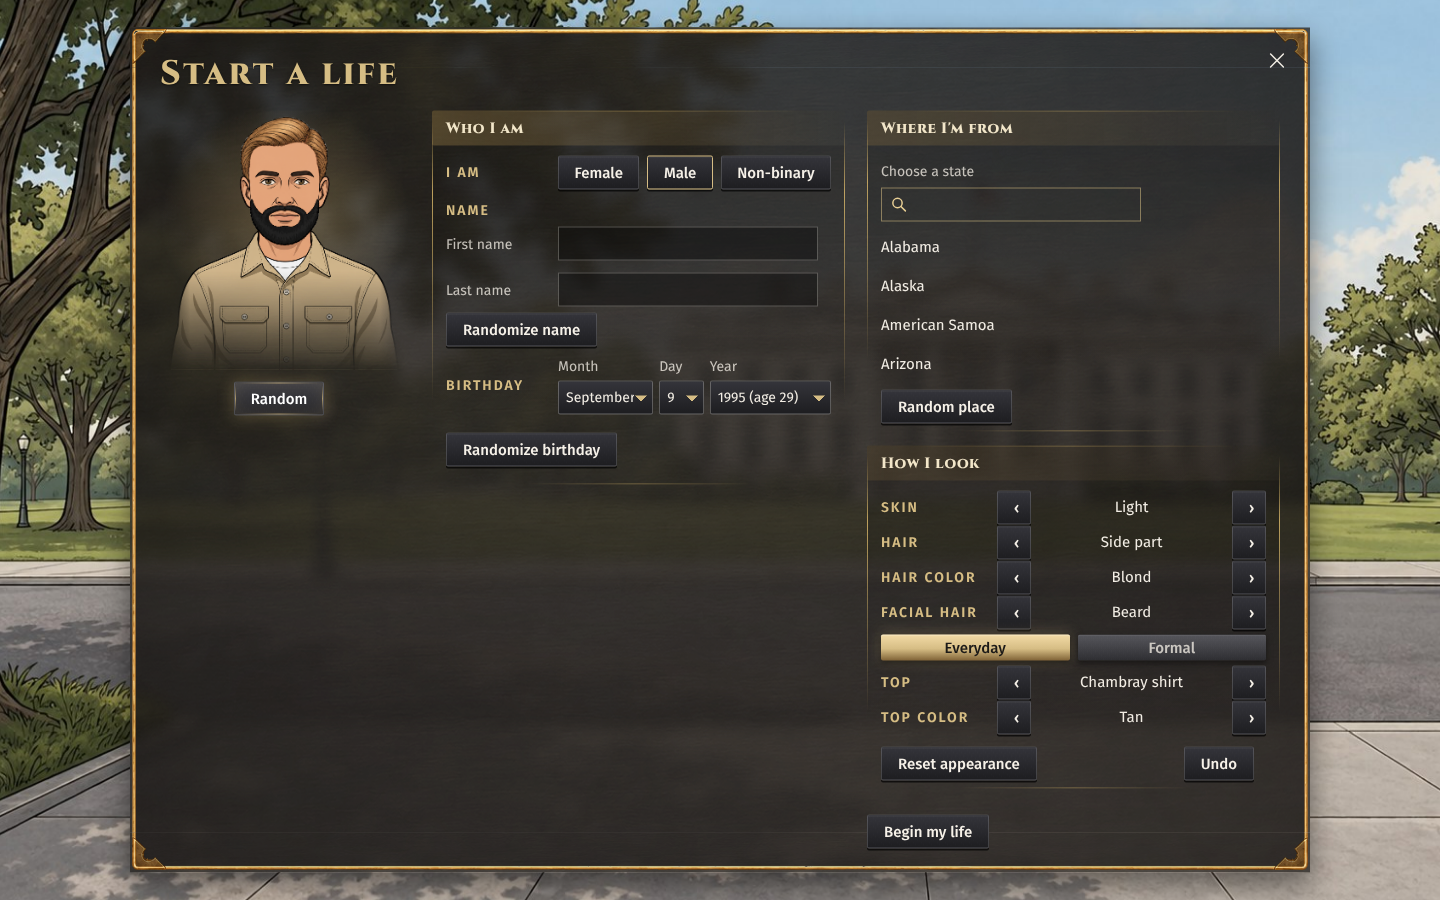 START A LIFE
Random
WHO I AM
I AM
Female
Male
Non-binary
NAME
First name
Last name
Randomize name
BIRTHDAY
Month
Day
Year
September
9
1995 (age 29)
Randomize birthday
WHERE I'M FROM
Choose a state
Alabama
Alaska
American Samoa
Arizona
Random place
HOW I LOOK
SKIN
Light
HAIR
Side part
HAIR COLOR
Blond
FACIAL HAIR
Beard
Everyday
Formal
TOP
Chambray shirt
TOP COLOR
Tan
Reset appearance
Undo
Begin my life